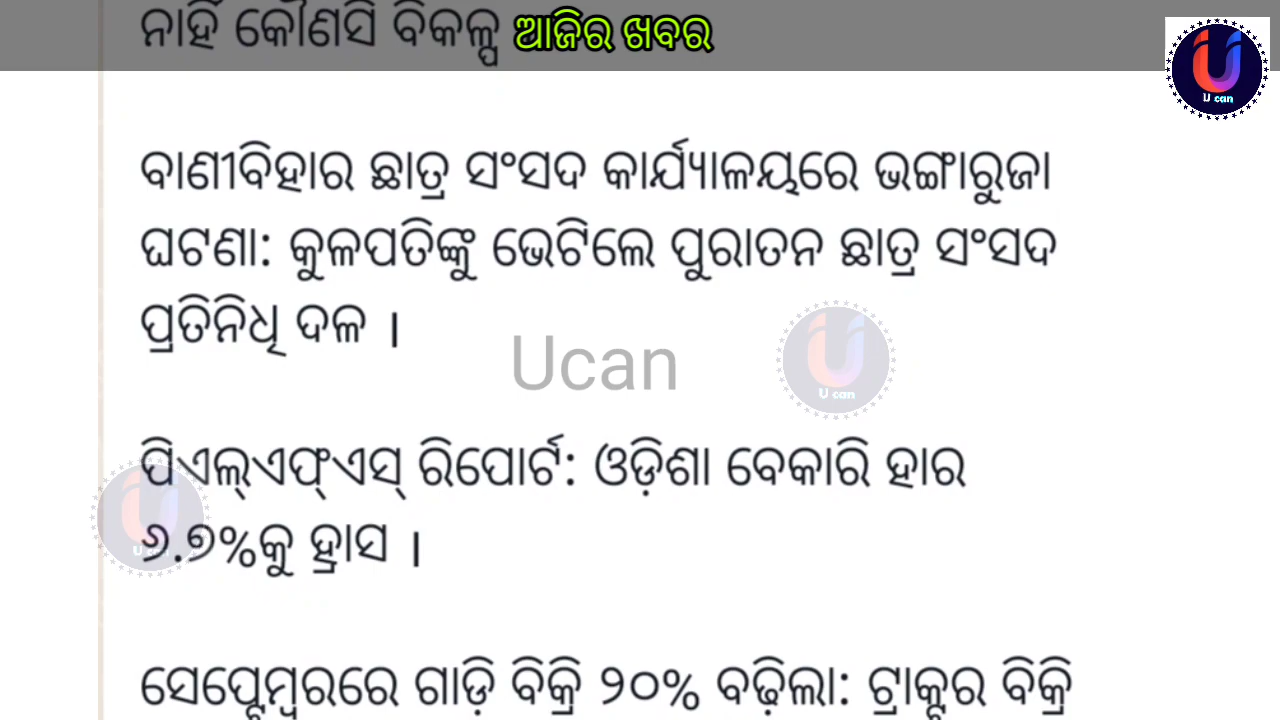 ନାହିଁ କୌଣସି ବିକଳ୍ପ ଆଜିର ଖବର
U can
ବାଣୀବିହାର ଛାତ୍ର ସଂସଦ କାର୍ଯ୍ୟାଳୟରେ ଭଙ୍ଗାରୁଜା
ଘଟଣା: କୁଳପତିଙ୍କୁ ଭେଟିଲେ ପୁରାତନ ଛାତ୍ର ସଂସଦ
ପ୍ରତିନିଧି ଦଳ ।
Ucan
U can
ପିଏଲ୍ଏଫ୍ଏସ୍ ରିପୋର୍ଟ: ଓଡ଼ିଶା ବେକାରି ହାର
୬.୭%କୁ ହ୍ରାସ ।
ସେପ୍ଟେମ୍ବରରେ ଗାଡ଼ି ବିକ୍ରି ୨୦% ବଢ଼ିଲା: ଟ୍ରାକ୍ଟର ବିକ୍ରି